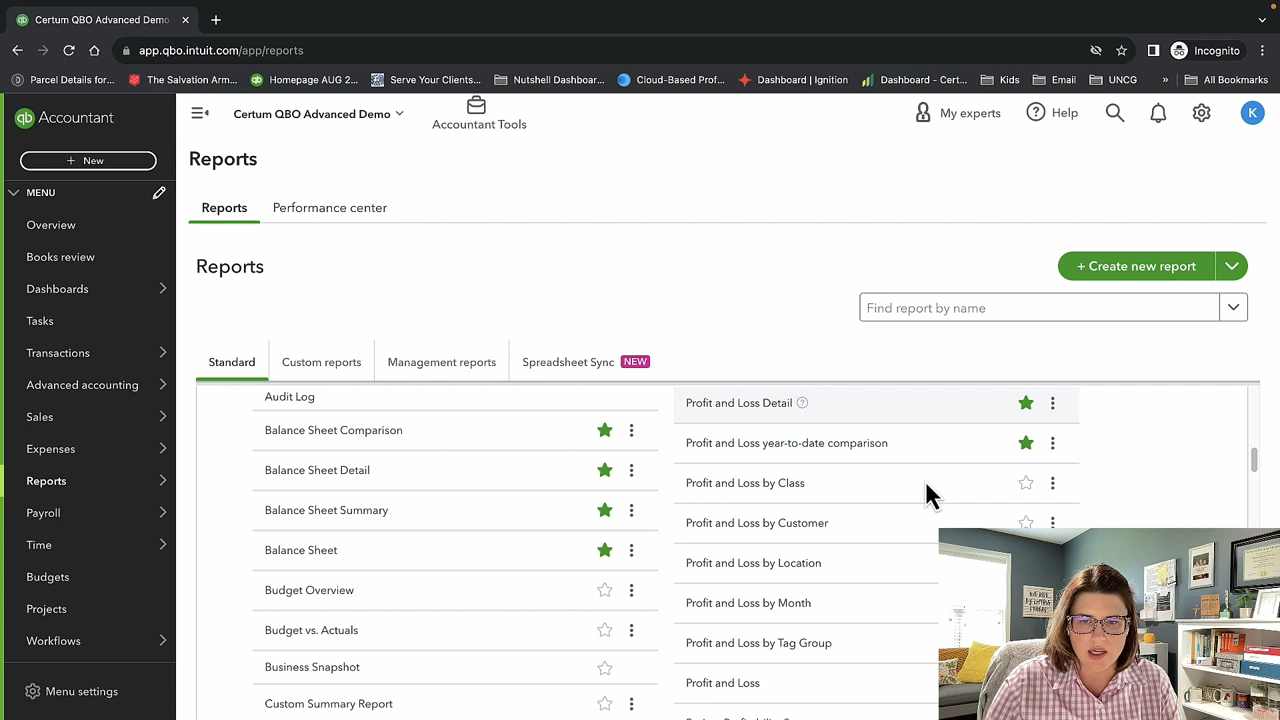 Certum QBO Advanced Demo
app.qbo.intuit.com/app/reports
Incognito
Parcel Details for...
The Salvation Arm...
Homepage AUG 2...
Serve Your Clients...
Nutshell Dashboar...
Cloud-Based Prof...
Dashboard | Ignition
Dashboard - Cert...
Kids
Email
UNCG
»
All Bookmarks
qb Accountant
Certum QBO Advanced Demo
Accountant Tools
My experts
Help
K
+ New
MENU
Overview
Books review
Dashboards
Tasks
Transactions
Advanced accounting
Sales
Expenses
Reports
Payroll
Time
Budgets
Projects
Workflows
Menu settings
Reports
Reports
Performance center
Reports
+ Create new report
Find report by name
Standard
Custom reports
Management reports
Spreadsheet Sync NEW
Audit Log
Balance Sheet Comparison
Balance Sheet Detail
Balance Sheet Summary
Balance Sheet
Budget Overview
Budget vs. Actuals
Business Snapshot
Custom Summary Report
Profit and Loss Detail
Profit and Loss year-to-date comparison
Profit and Loss by Class
Profit and Loss by Customer
Profit and Loss by Location
Profit and Loss by Month
Profit and Loss by Tag Group
Profit and Loss